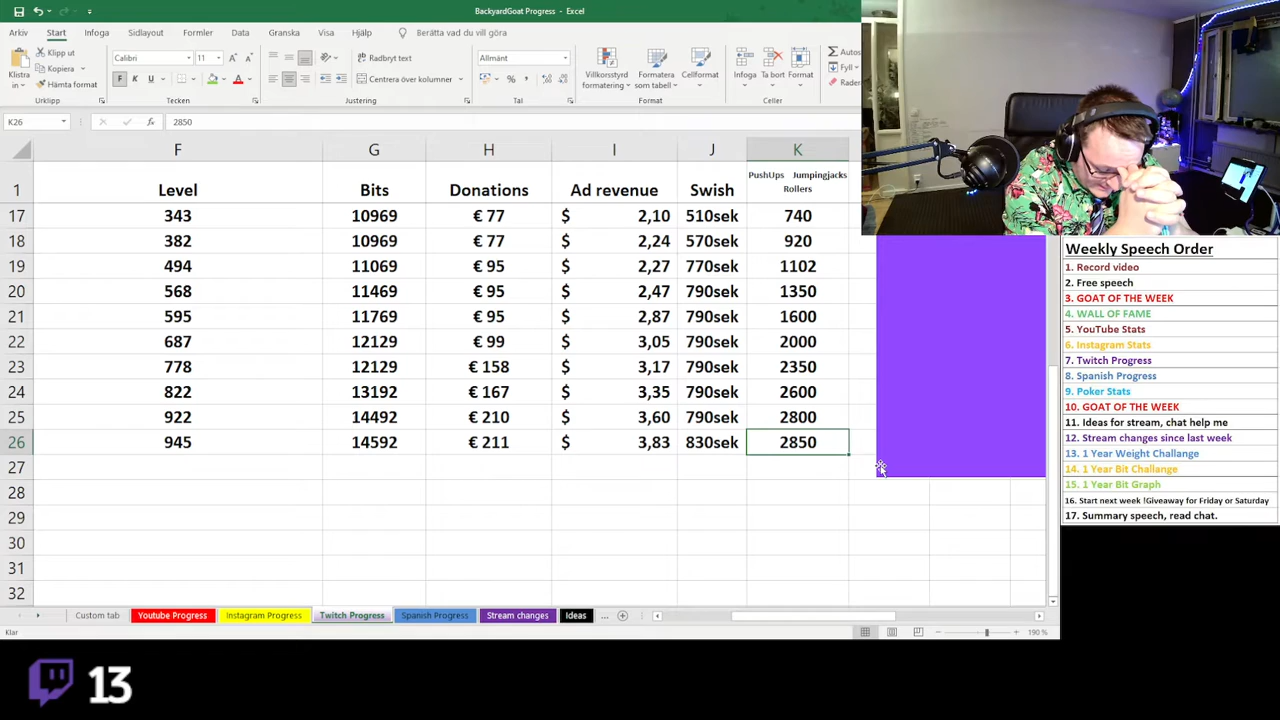 BackyardGoat Progress - Excel
Arkiv Start Infoga Sidlayout Formler Data Granska Visa Hjälp Berätta vad du vill göra
Klistra in
Klipp ut
Kopiera
Hämta format
Urklipp
Calibri 11
F K U
Tecken
Radbryt text
Centrera över kolumner
Justering
Allmänt
Tal
Villkorsstyrd formatering
Formatera som tabell
Cellformat
Format
Infoga Ta bort Format
Celler
Auto
Fyll
Rader
K26 fx 2850
F G H I J K
1 Level Bits Donations Ad revenue Swish PushUps Jumpingjacks Rollers
17 343 10969 € 77 $ 2,10 510sek 740
18 382 10969 € 77 $ 2,24 570sek 920
19 494 11069 € 95 $ 2,27 770sek 1102
20 568 11469 € 95 $ 2,47 790sek 1350
21 595 11769 € 95 $ 2,87 790sek 1600
22 687 12129 € 99 $ 3,05 790sek 2000
23 778 12129 € 158 $ 3,17 790sek 2350
24 822 13192 € 167 $ 3,35 790sek 2600
25 922 14492 € 210 $ 3,60 790sek 2800
26 945 14592 € 211 $ 3,83 830sek 2850
27
28
29
30
31
32
Custom tab Youtube Progress Instagram Progress Twitch Progress Spanish Progress Stream changes Ideas ...
Klar
190 %
Weekly Speech Order
1. Record video
2. Free speech
3. GOAT OF THE WEEK
4. WALL OF FAME
5. YouTube Stats
6. Instagram Stats
7. Twitch Progress
8. Spanish Progress
9. Poker Stats
10. GOAT OF THE WEEK
11. Ideas for stream, chat help me
12. Stream changes since last week
13. 1 Year Weight Challange
14. 1 Year Bit Challange
15. 1 Year Bit Graph
16. Start next week !Giveaway for Friday or Saturday
17. Summary speech, read chat.
13